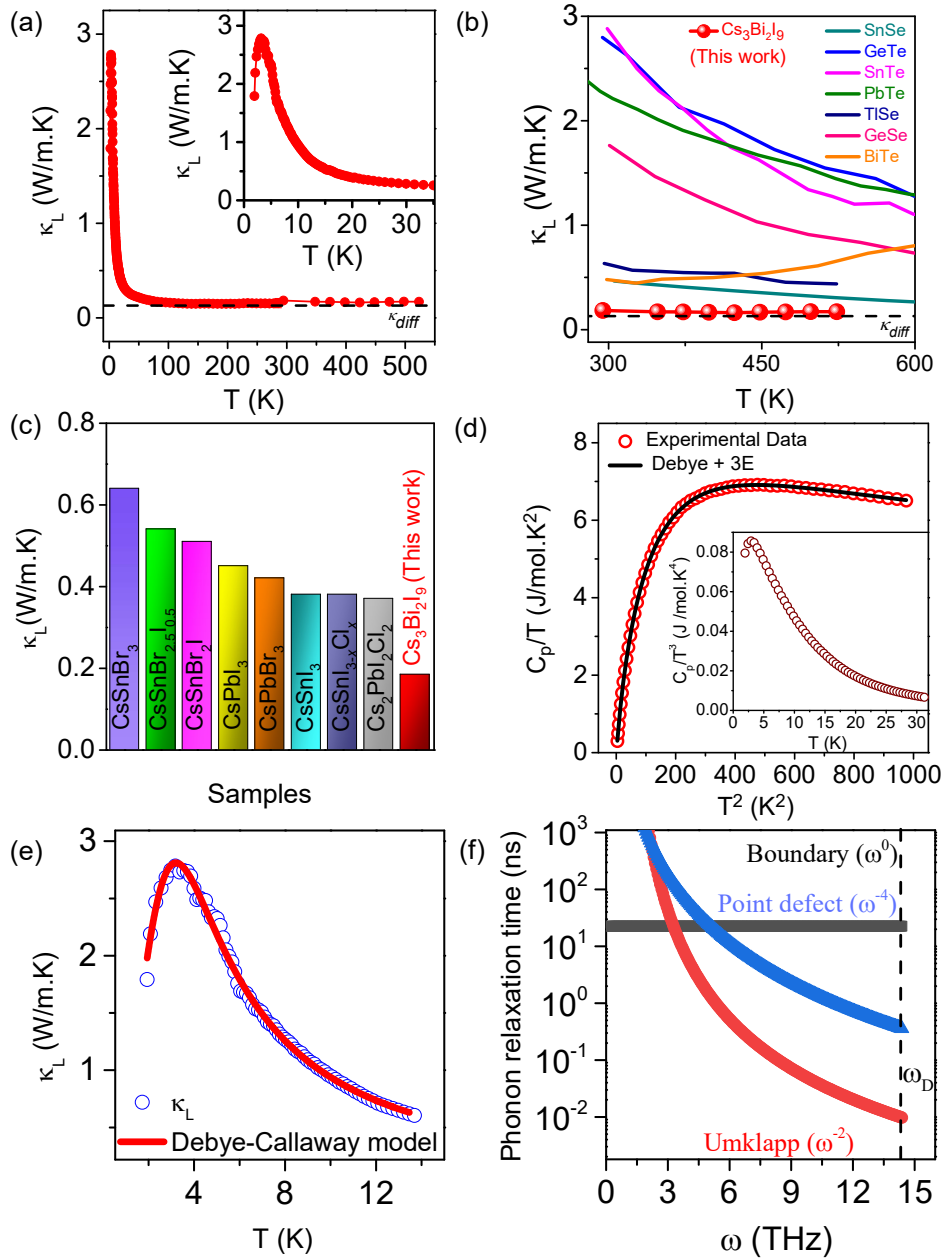 (a)
3
2
1
0
κL (W/m.K)
0 100 200 300 400 500
T (K)
κdiff
3
2
1
0
κL (W/m.K)
0 10 20 30
T (K)
(b)
3
2
1
0
κL (W/m.K)
300 450 600
T (K)
Cs3Bi2I9
(This work)
SnSe
GeTe
SnTe
PbTe
TlSe
GeSe
BiTe
κdiff
(c)
0.8
0.6
0.4
0.2
0.0
κL(W/m.K)
CsSnBr3
CsSnBr2.5I0.5
CsSnBr2I
CsPbI3
CsPbBr3
CsSnI3
CsSnI3-xClx
Cs2PbI2Cl2
Cs3Bi2I9 (This work)
Samples
(d)
8
6
4
2
0
Cp/T (J/mol.K²)
0 200 400 600 800 1000
T² (K²)
Experimental Data
Debye + 3E
0.08
0.06
0.04
0.02
0.00
Cp/T³ (J /mol.K⁴)
0 5 10 15 20 25 30
T (K)
(e)
3
2
1
κL (W/m.K)
4 8 12
T (K)
κL
Debye-Callaway model
(f)
10³
10²
10¹
10⁰
10⁻¹
10⁻²
Phonon relaxation time (ns)
0 3 6 9 12 15
ω (THz)
Boundary (ω⁰)
Point defect (ω⁻⁴)
ωD
Umklapp (ω⁻²)